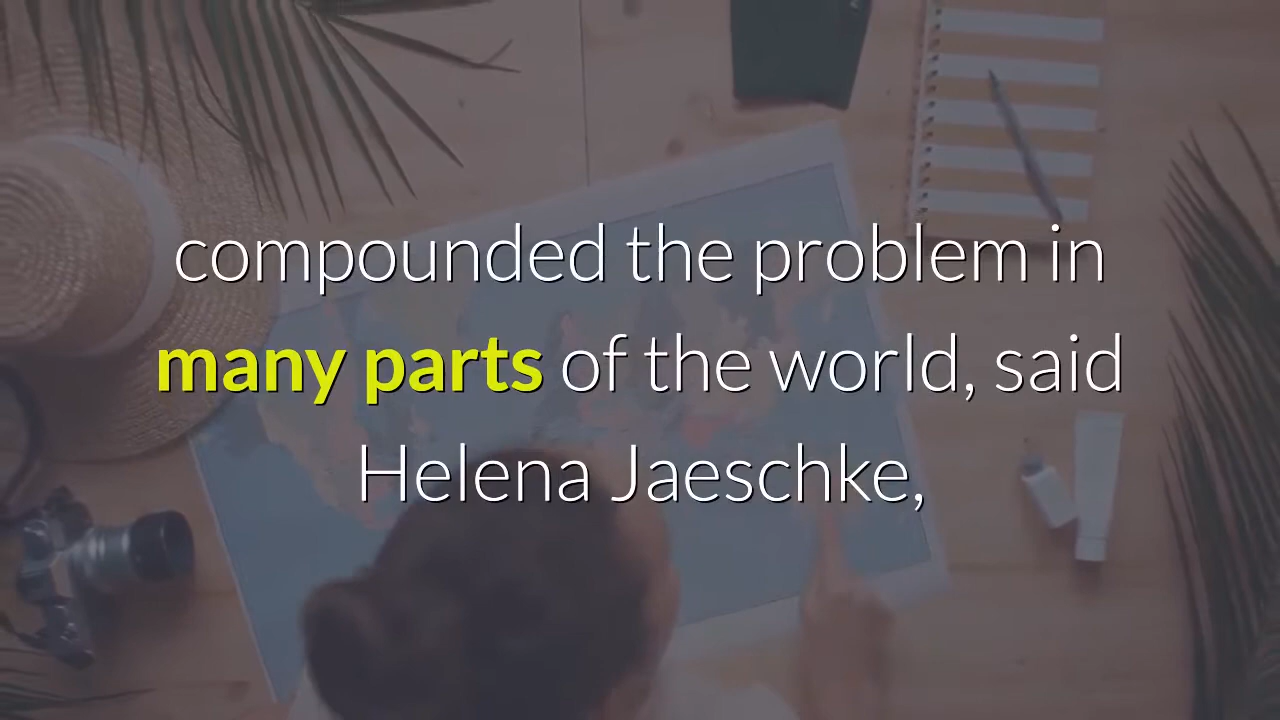 compounded the problem in
many parts of the world, said
Helena Jaeschke,